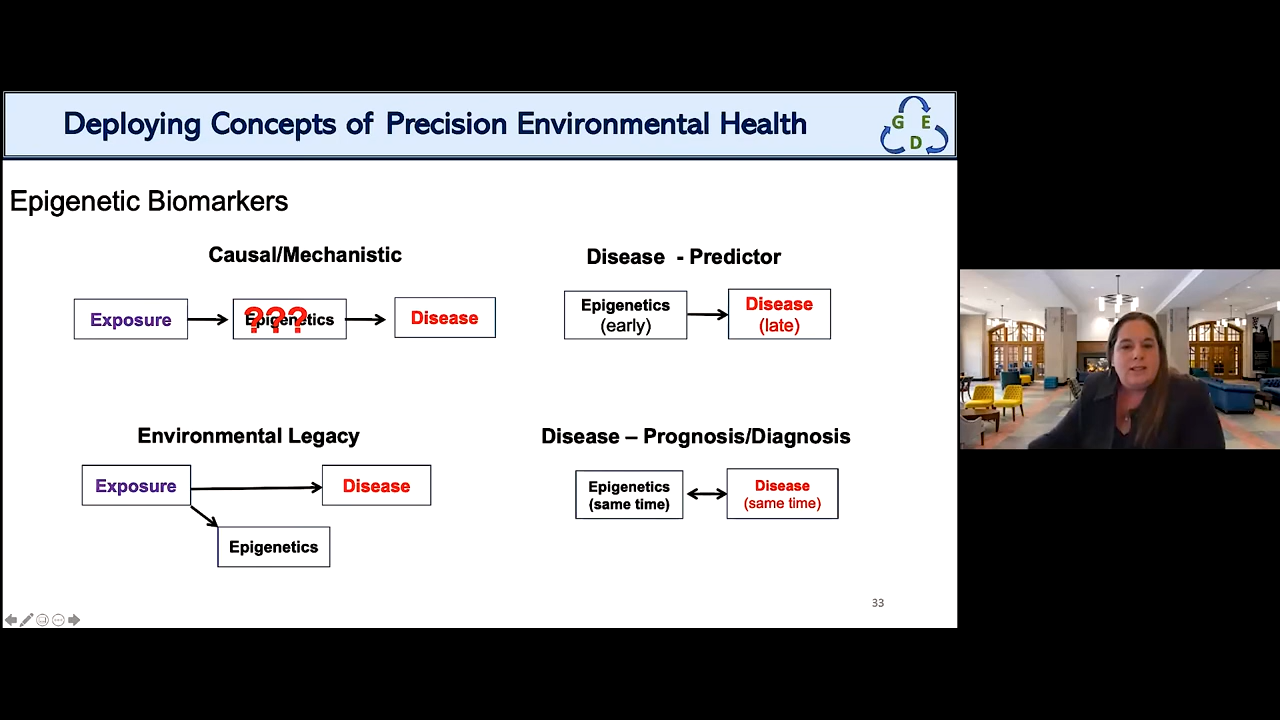 Deploying Concepts of Precision Environmental Health
G E
D
Epigenetic Biomarkers
Causal/Mechanistic
Exposure
Epigenetics
???
Disease
Disease - Predictor
Epigenetics
(early)
Disease
(late)
Environmental Legacy
Exposure
Disease
Epigenetics
Disease – Prognosis/Diagnosis
Epigenetics
(same time)
Disease
(same time)
33